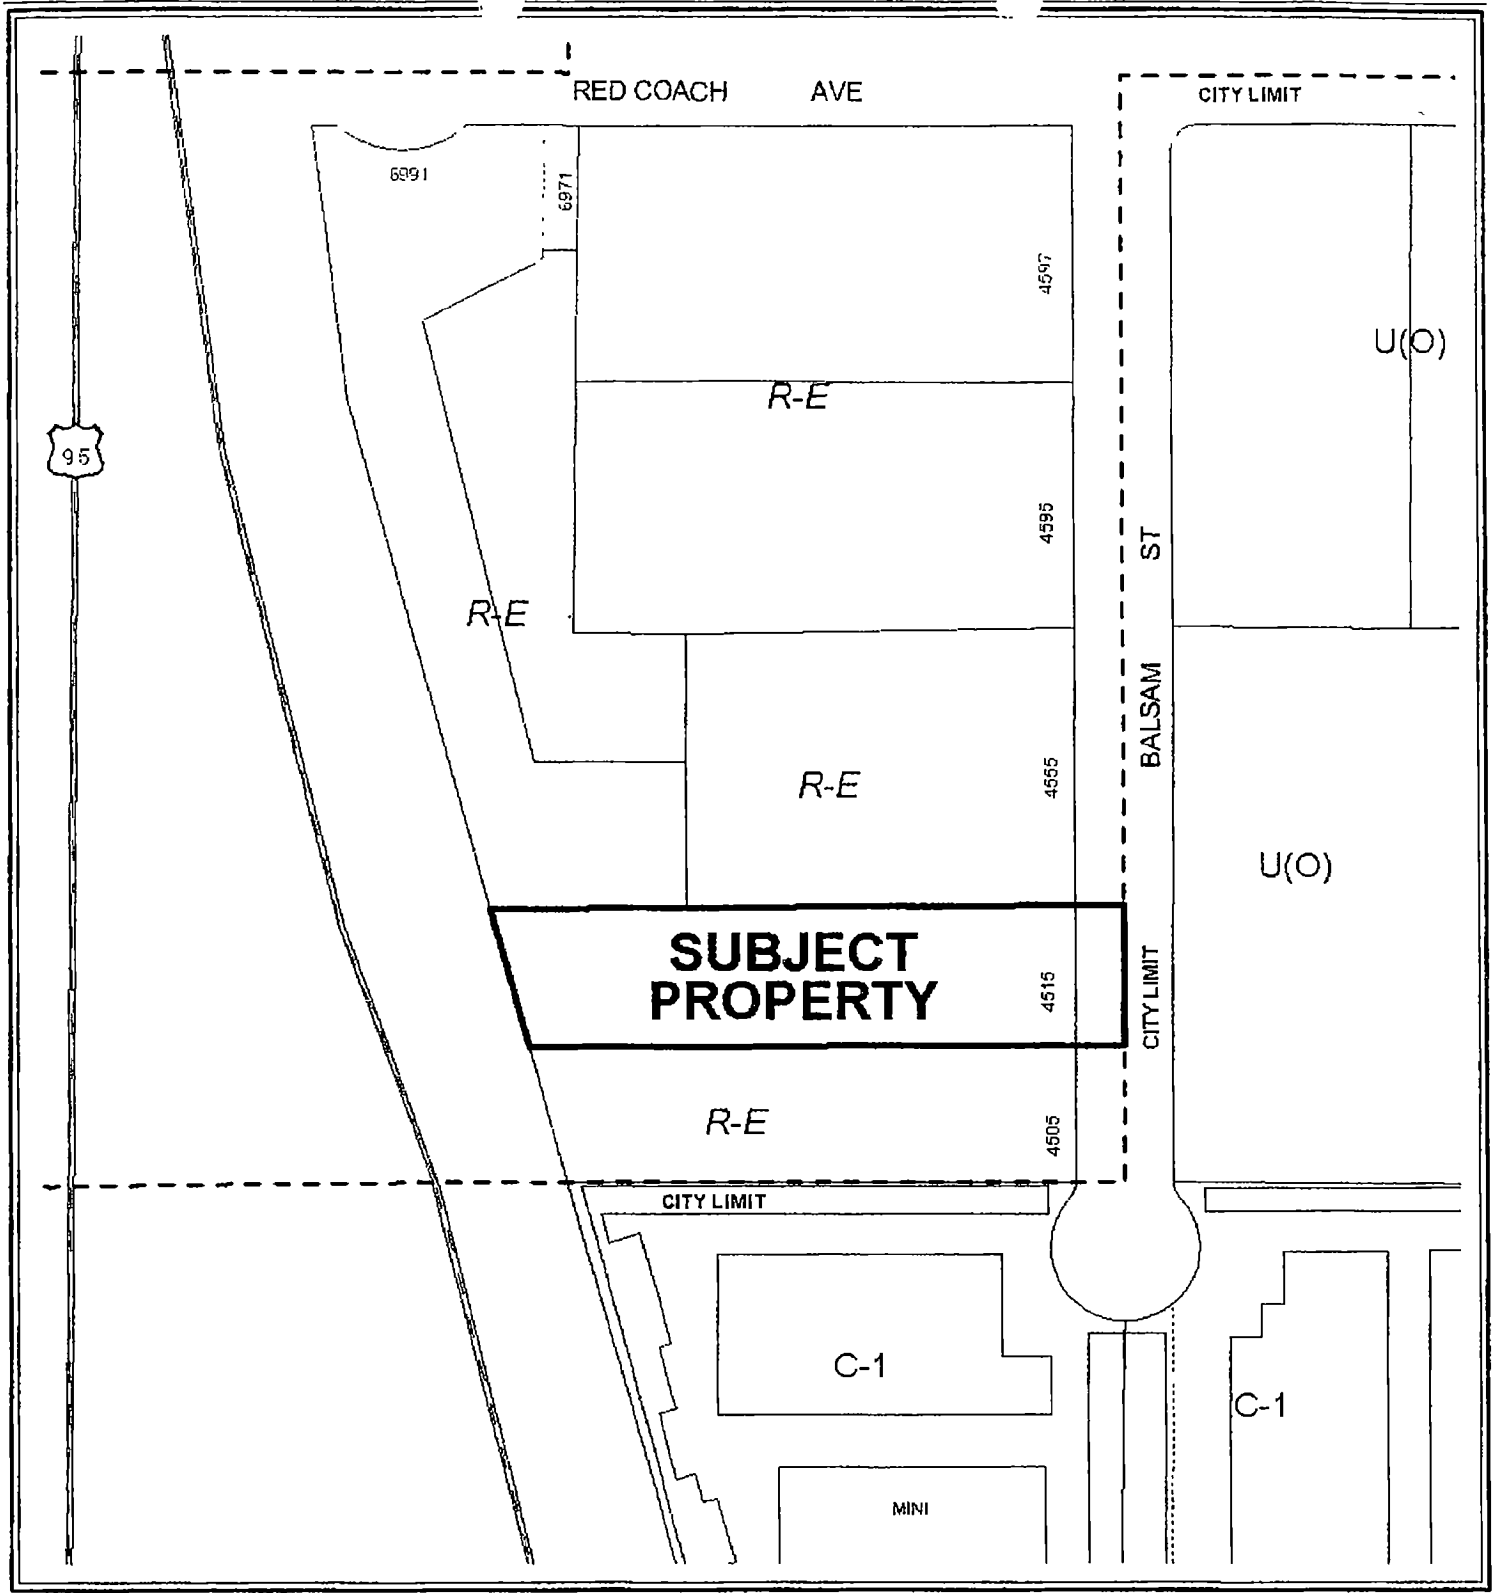 RED COACH AVE
CITY LIMIT
6991
6971
4597
U(O)
R-E
95
4595
ST
R-E
BALSAM
4555
R-E
U(O)
SUBJECT
PROPERTY
4515
CITY LIMIT
R-E
4505
CITY LIMIT
C-1
C-1
MINI